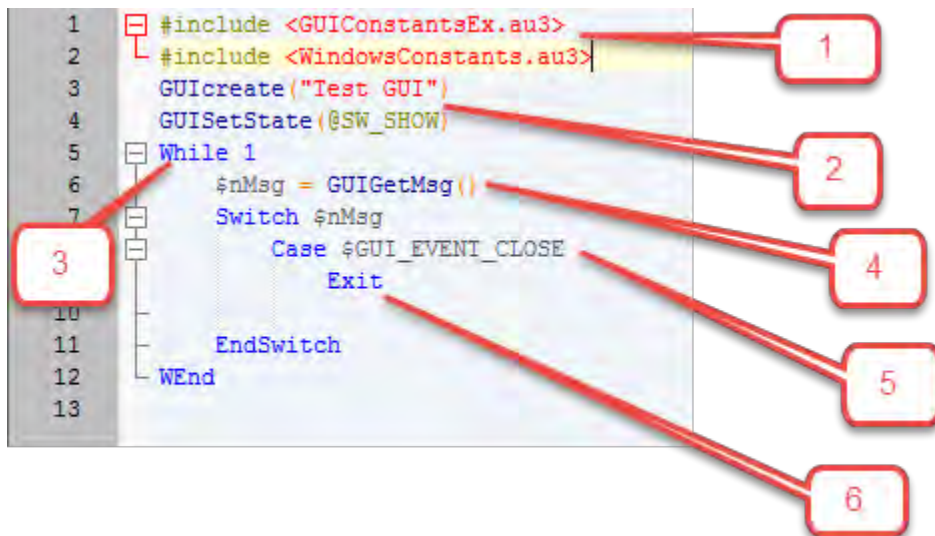 1 #include <GUIConstantsEx.au3>
2 #include <WindowsConstants.au3>
3 GUIcreate("Test GUI")
4 GUISetState(@SW_SHOW)
5 While 1
6 $nMsg = GUIGetMsg()
7 Switch $nMsg
Case $GUI_EVENT_CLOSE
Exit
10
11 EndSwitch
12 WEnd
13
1
2
3
4
5
6